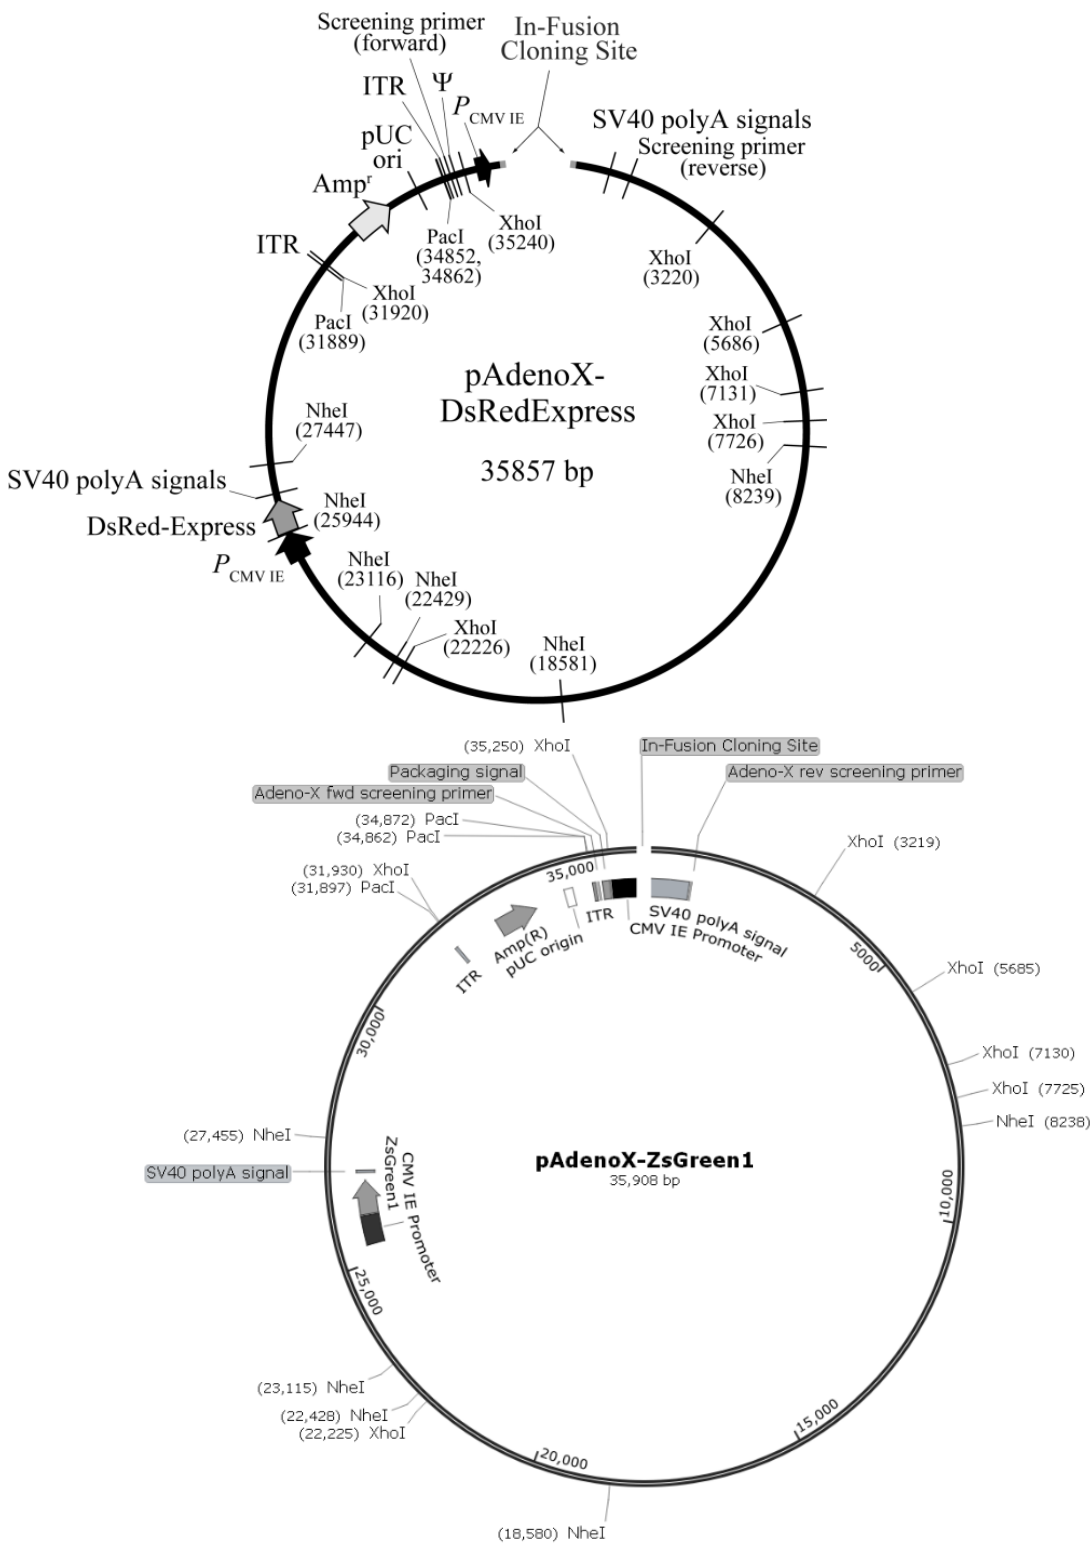 Screening primer
(forward)
In-Fusion
Cloning Site
ITR
Ψ
P CMV IE
SV40 polyA signals
Screening primer
(reverse)
pUC
ori
Ampʳ
ITR
PacI
(34852,
34862)
XhoI
(35240)
XhoI
(3220)
XhoI
(31920)
PacI
(31889)
XhoI
(5686)
XhoI
(7131)
XhoI
(7726)
NheI
(8239)
pAdenoX-
DsRedExpress
35857 bp
NheI
(27447)
SV40 polyA signals
NheI
(25944)
DsRed-Express
P CMV IE
NheI
(23116)
NheI
(22429)
XhoI
(22226)
NheI
(18581)
(35,250) XhoI
In-Fusion Cloning Site
Packaging signal
Adeno-X rev screening primer
Adeno-X fwd screening primer
(34,872) PacI
(34,862) PacI
XhoI (3219)
(31,930) XhoI
(31,897) PacI
35,000
ITR
SV40 polyA signal
CMV IE Promoter
Amp(R)
pUC origin
ITR
5000
XhoI (5685)
30,000
XhoI (7130)
XhoI (7725)
NheI (8238)
(27,455) NheI
SV40 polyA signal
ZsGreen1
CMV IE Promoter
pAdenoX-ZsGreen1
35,908 bp
10,000
25,000
(23,115) NheI
(22,428) NheI
(22,225) XhoI
15,000
20,000
(18,580) NheI